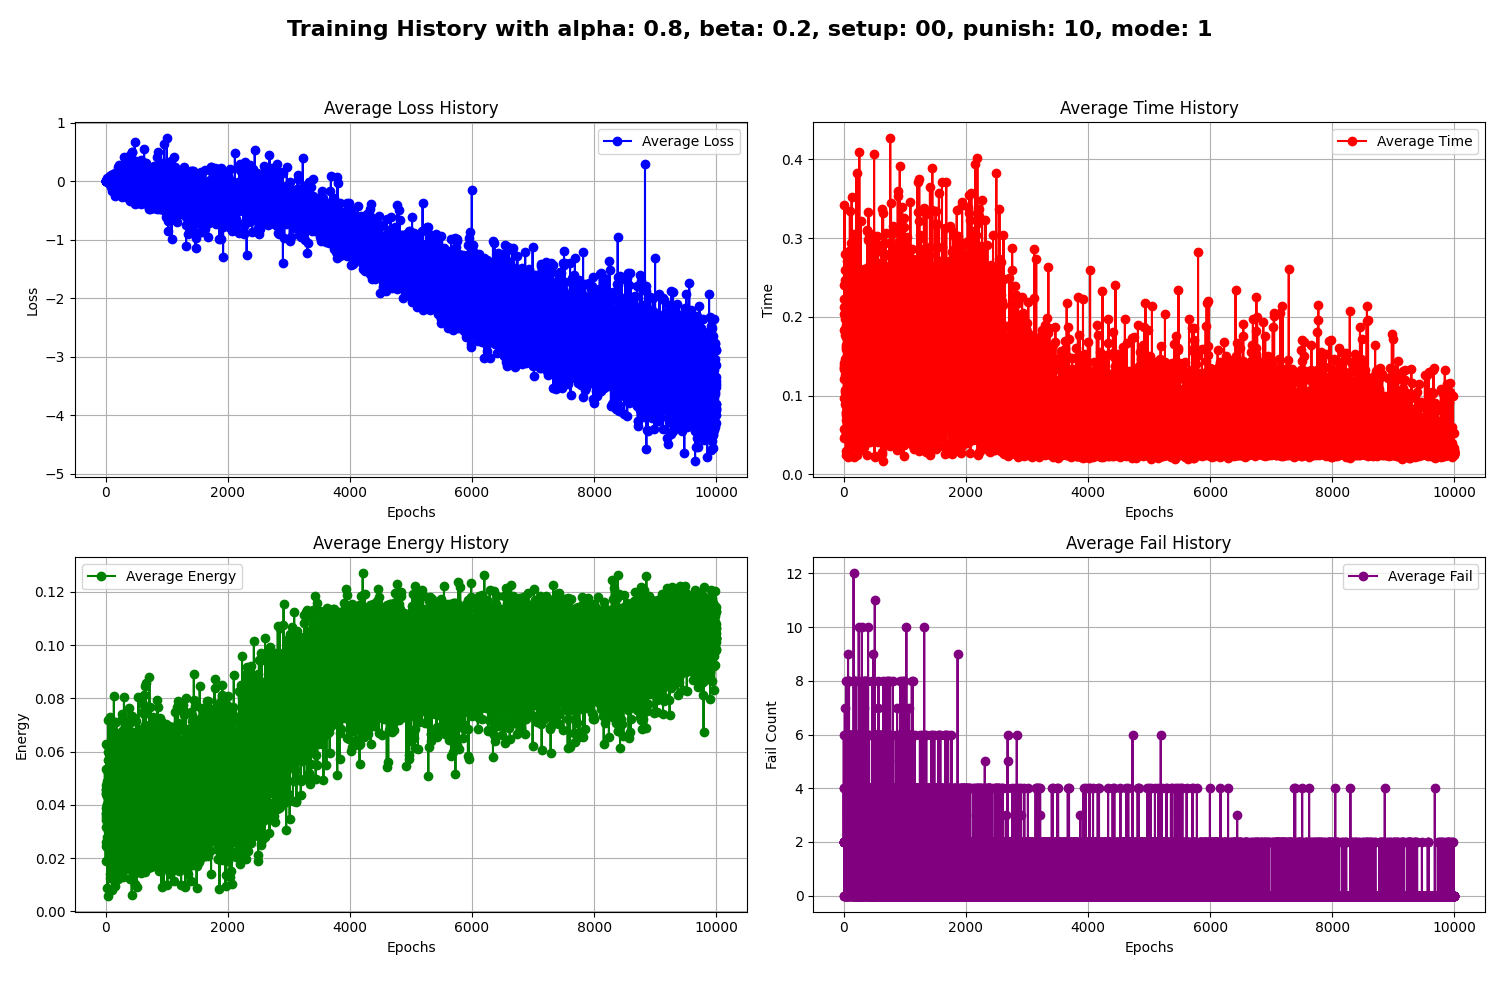 Training History with alpha: 0.8, beta: 0.2, setup: 00, punish: 10, mode: 1
Average Loss History
Average Loss
Loss
1
0
−1
−2
−3
−4
−5
0 2000 4000 6000 8000 10000
Epochs
Average Time History
Average Time
Time
0.4
0.3
0.2
0.1
0.0
0 2000 4000 6000 8000 10000
Epochs
Average Energy History
Average Energy
Energy
0.12
0.10
0.08
0.06
0.04
0.02
0.00
0 2000 4000 6000 8000 10000
Epochs
Average Fail History
Average Fail
Fail Count
12
10
8
6
4
2
0
0 2000 4000 6000 8000 10000
Epochs